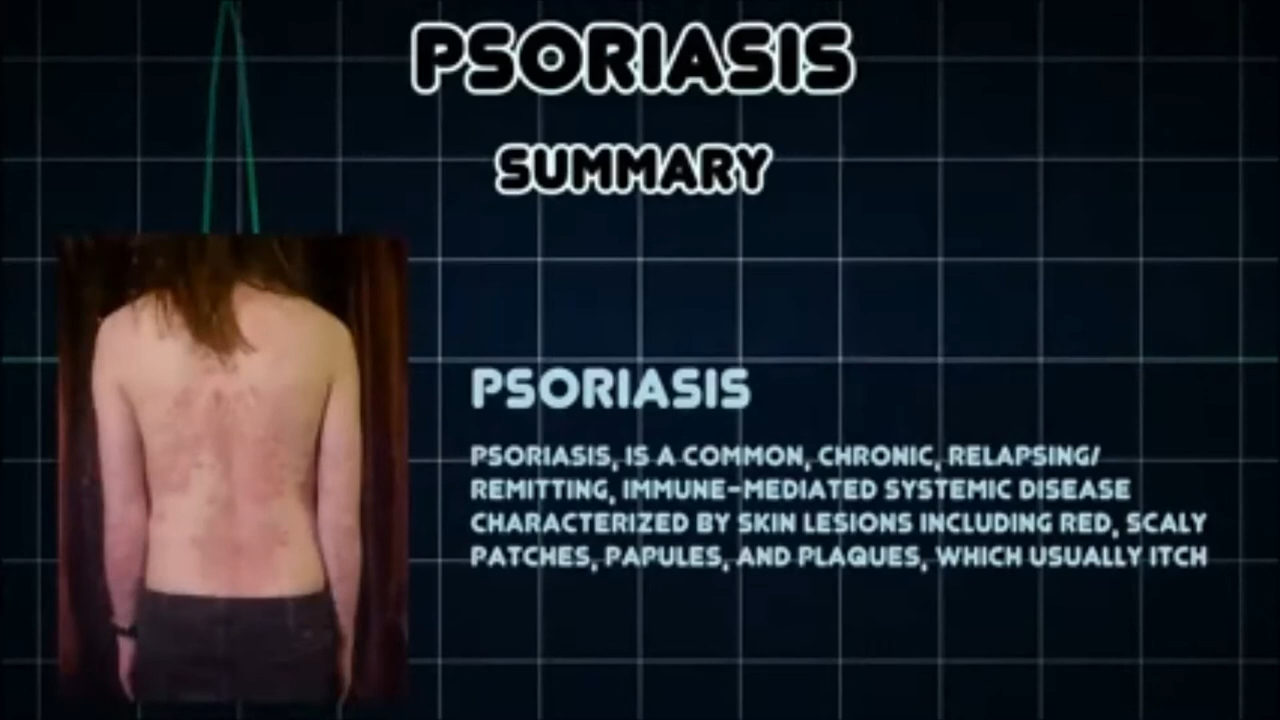 PSORIASIS
SUMMARY
PSORIASIS
PSORIASIS, IS A COMMON, CHRONIC, RELAPSING/
REMITTING, IMMUNE-MEDIATED SYSTEMIC DISEASE
CHARACTERIZED BY SKIN LESIONS INCLUDING RED, SCALY
PATCHES, PAPULES, AND PLAQUES, WHICH USUALLY ITCH